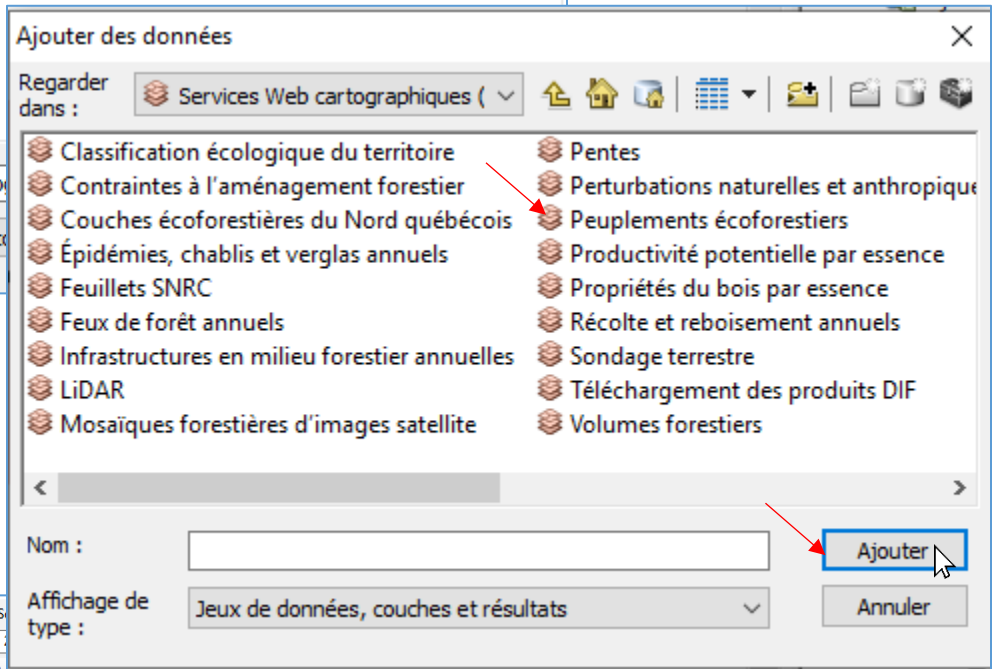 Ajouter des données
Regarder
dans :
Services Web cartographiques (
Classification écologique du territoire
Contraintes à l'aménagement forestier
Couches écoforestières du Nord québécois
Épidémies, chablis et verglas annuels
Feuillets SNRC
Feux de forêt annuels
Infrastructures en milieu forestier annuelles
LiDAR
Mosaïques forestières d'images satellite
Pentes
Perturbations naturelles et anthropique
Peuplements écoforestiers
Productivité potentielle par essence
Propriétés du bois par essence
Récolte et reboisement annuels
Sondage terrestre
Téléchargement des produits DIF
Volumes forestiers
Nom :
Ajouter
Affichage de
type :
Jeux de données, couches et résultats
Annuler